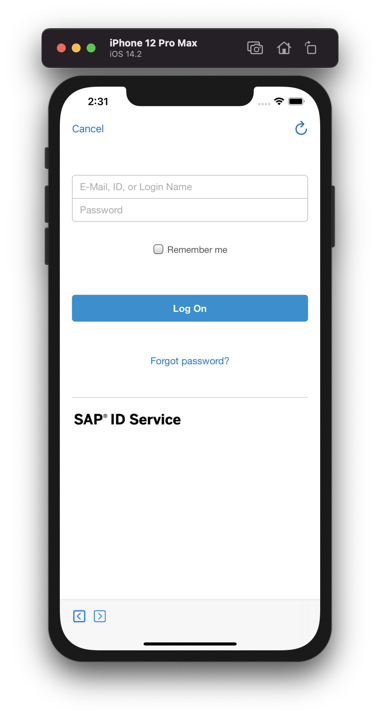 iPhone 12 Pro Max
iOS 14.2
2:31
Cancel
E-Mail, ID, or Login Name
Password
Remember me
Log On
Forgot password?
SAP® ID Service